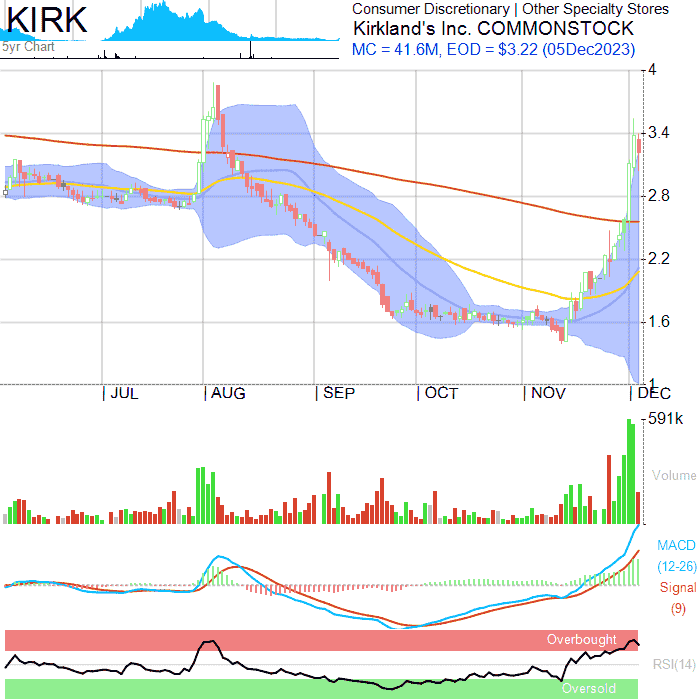 KIRK
5yr Chart
Consumer Discretionary | Other Specialty Stores
Kirkland's Inc. COMMONSTOCK
MC = 41.6M, EOD = $3.22 (05Dec2023)
4
3.4
2.8
2.2
1.6
1
| JUL | AUG | SEP | OCT | NOV | DEC
591k
Volume
MACD
(12-26)
Signal
(9)
Overbought
RSI(14)
Oversold